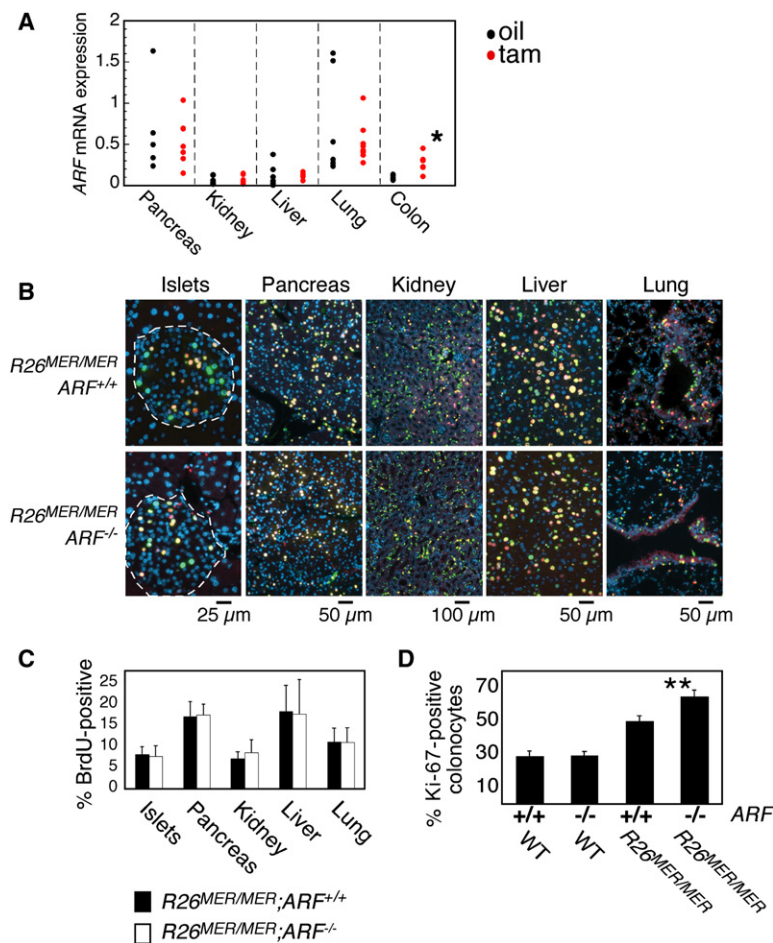 A
oil
tam
ARF mRNA expression
2
1.5
1
0.5
0
*
Pancreas Kidney Liver Lung Colon
B
Islets Pancreas Kidney Liver Lung
R26MER/MER
ARF+/+
R26MER/MER
ARF-/-
25 µm 50 µm 100 µm 50 µm 50 µm
C
% BrdU-positive
25
20
15
10
5
0
Islets Pancreas Kidney Liver Lung
R26MER/MER;ARF+/+
R26MER/MER;ARF-/-
D
% Ki-67-positive
colonocytes
70
50
30
10
**
+/+ -/- +/+ -/- ARF
WT WT R26MER/MER R26MER/MER